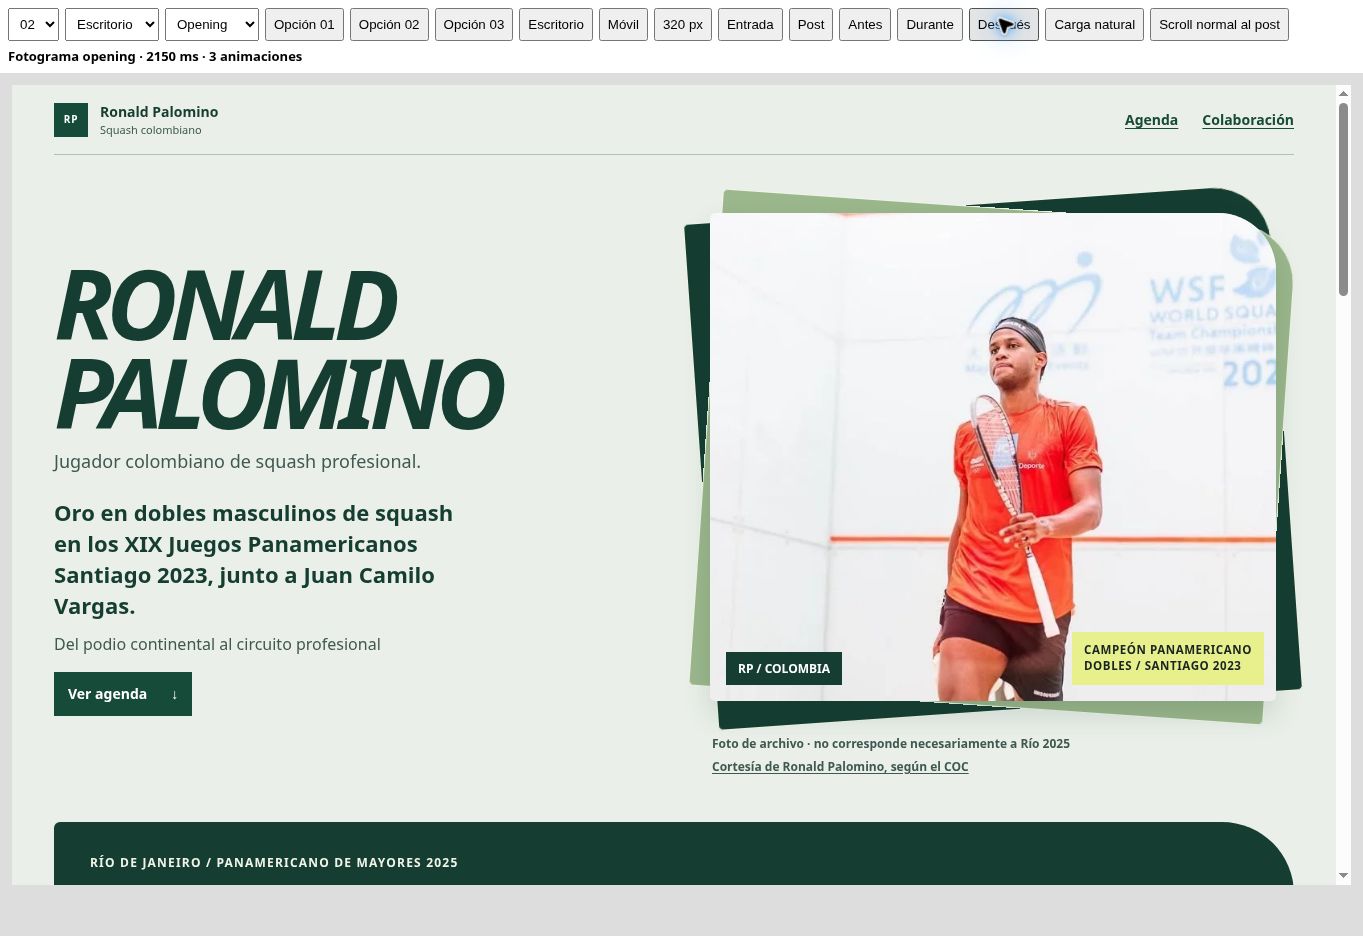 02 Escritorio Opening Opción 01 Opción 02 Opción 03 Escritorio Móvil 320 px Entrada Post Antes Durante Después Carga natural Scroll normal al post
Fotograma opening · 2150 ms · 3 animaciones
RP
Ronald Palomino
Squash colombiano
Agenda Colaboración
RONALD
PALOMINO
Jugador colombiano de squash profesional.
Oro en dobles masculinos de squash
en los XIX Juegos Panamericanos
Santiago 2023, junto a Juan Camilo
Vargas.
Del podio continental al circuito profesional
Ver agenda ↓
WSF
WORLD SQUA
Team Championsh
202
Deporte
RP / COLOMBIA
CAMPEÓN PANAMERICANO
DOBLES / SANTIAGO 2023
Foto de archivo · no corresponde necesariamente a Río 2025
Cortesía de Ronald Palomino, según el COC
RÍO DE JANEIRO / PANAMERICANO DE MAYORES 2025